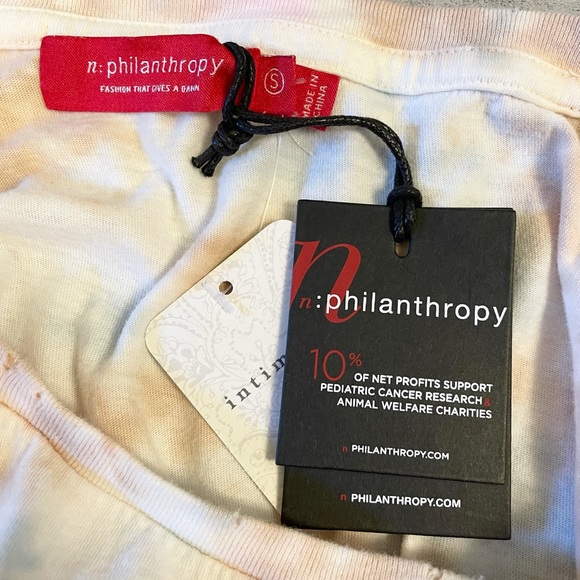 n:philanthropy
FASHION THAT GIVES A DAMN
S
MADE IN
CHINA
n
n:philanthropy
10%
OF NET PROFITS SUPPORT
PEDIATRIC CANCER RESEARCH &
ANIMAL WELFARE CHARITIES
n PHILANTHROPY.COM
n PHILANTHROPY.COM
intim